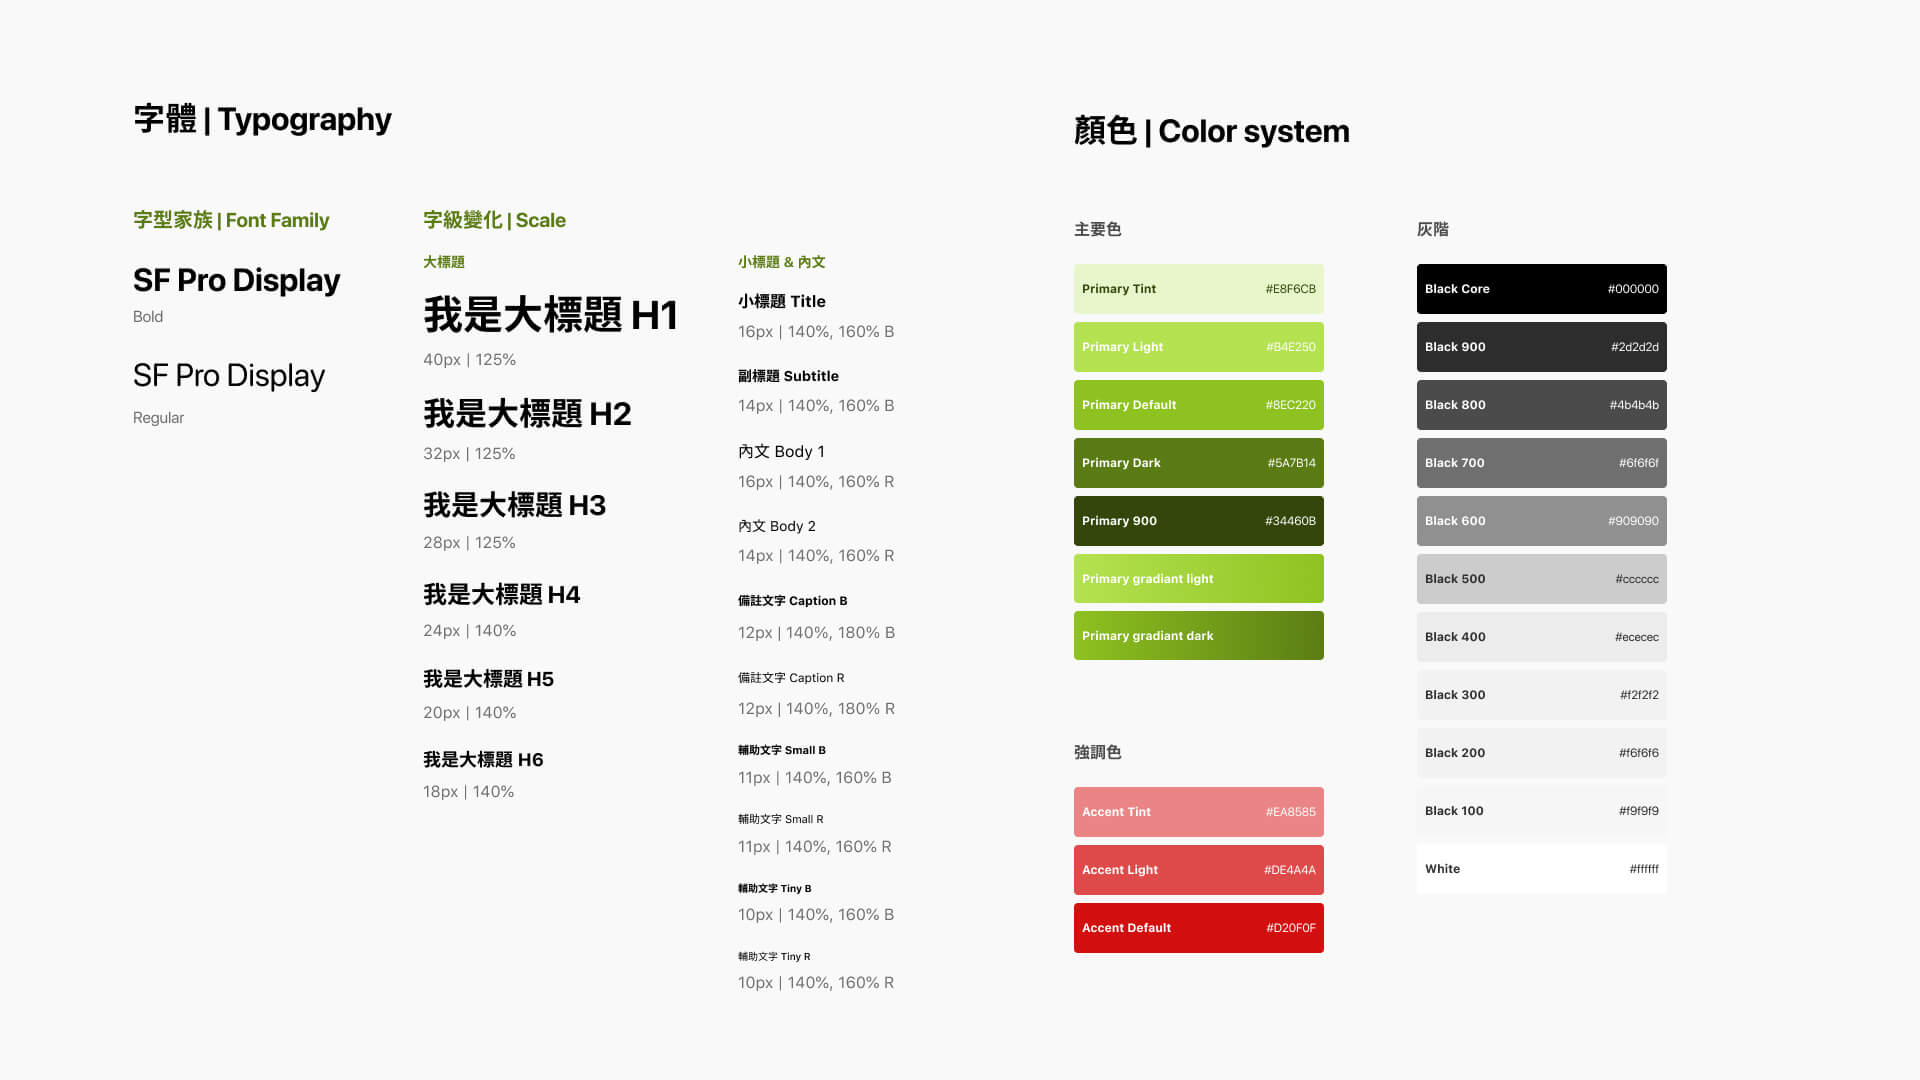 字體 | Typography
字型家族 | Font Family
SF Pro Display
Bold
SF Pro Display
Regular
字級變化 | Scale
大標題
我是大標題 H1
40px | 125%
我是大標題 H2
32px | 125%
我是大標題 H3
28px | 125%
我是大標題 H4
24px | 140%
我是大標題 H5
20px | 140%
我是大標題 H6
18px | 140%
小標題 & 內文
小標題 Title
16px | 140%, 160% B
副標題 Subtitle
14px | 140%, 160% B
內文 Body 1
16px | 140%, 160% R
內文 Body 2
14px | 140%, 160% R
備註文字 Caption B
12px | 140%, 180% B
備註文字 Caption R
12px | 140%, 180% R
輔助文字 Small B
11px | 140%, 160% B
輔助文字 Small R
11px | 140%, 160% R
輔助文字 Tiny B
10px | 140%, 160% B
輔助文字 Tiny R
10px | 140%, 160% R
顏色 | Color system
主要色
Primary Tint #E8F6CB
Primary Light #B4E250
Primary Default #8EC220
Primary Dark #5A7B14
Primary 900 #34460B
Primary gradiant light
Primary gradiant dark
強調色
Accent Tint #EA8585
Accent Light #DE4A4A
Accent Default #D20F0F
灰階
Black Core #000000
Black 900 #2d2d2d
Black 800 #4b4b4b
Black 700 #6f6f6f
Black 600 #909090
Black 500 #cccccc
Black 400 #ececec
Black 300 #f2f2f2
Black 200 #f6f6f6
Black 100 #f9f9f9
White #ffffff